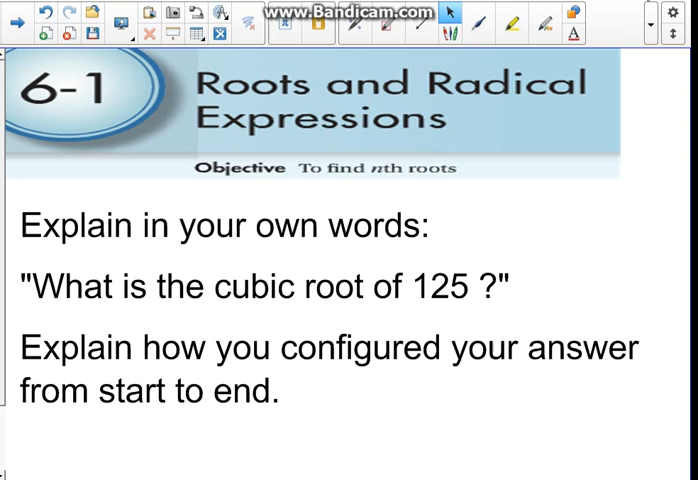 www.Bandicam.com
6-1
Roots and Radical
Expressions
Objective To find nth roots
Explain in your own words:
"What is the cubic root of 125 ?"
Explain how you configured your answer
from start to end.